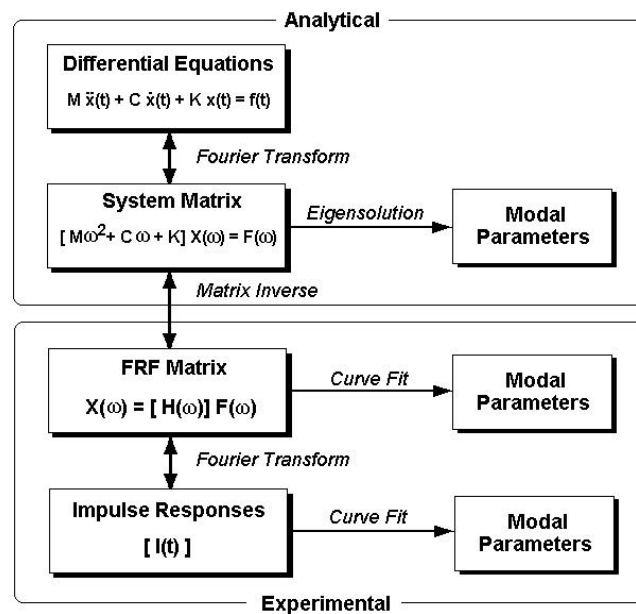 Analytical
Differential Equations
M ẍ(t) + C ẋ(t) + K x(t) = f(t)
Fourier Transform
System Matrix
[ Mω²+ C ω + K] X(ω) = F(ω)
Eigensolution
Modal
Parameters
Matrix Inverse
FRF Matrix
X(ω) = [ H(ω)] F(ω)
Curve Fit
Modal
Parameters
Fourier Transform
Impulse Responses
[ I(t) ]
Curve Fit
Modal
Parameters
Experimental